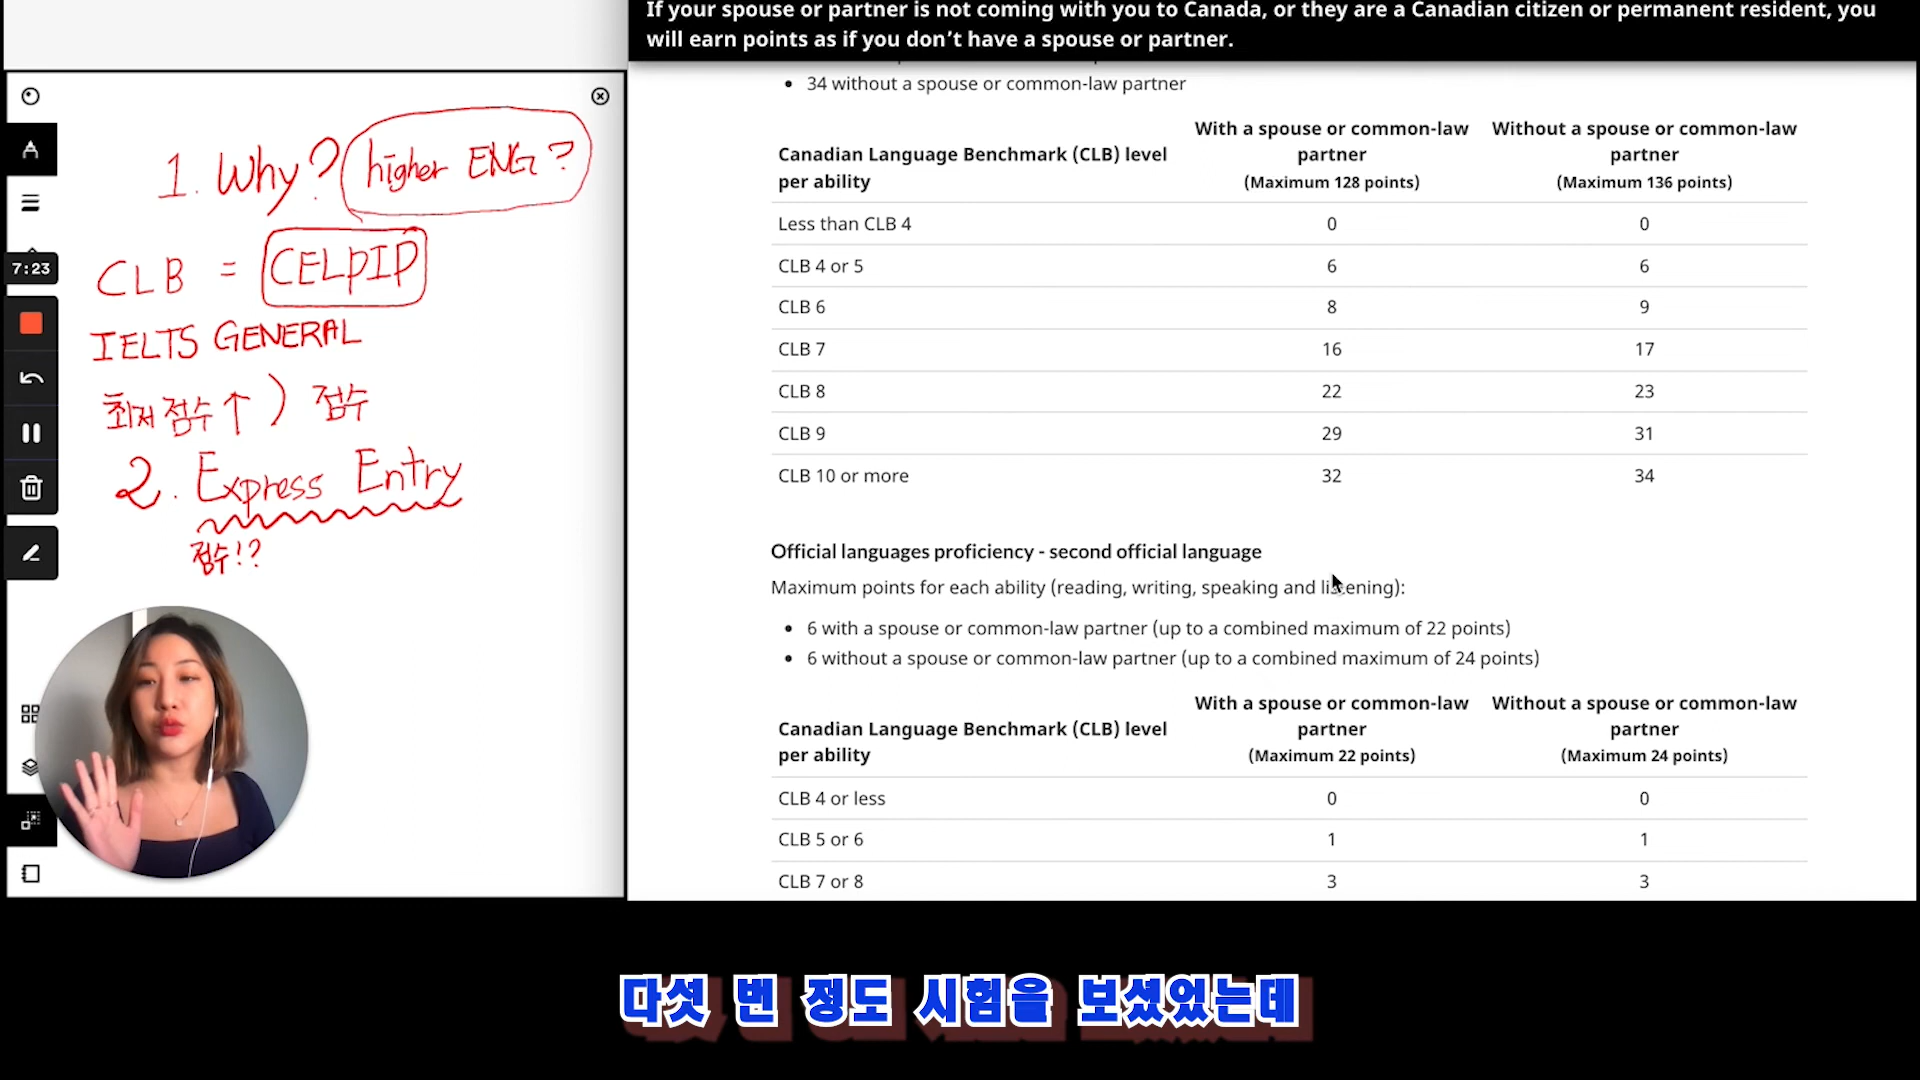 If your spouse or partner is not coming with you to Canada, or they are a Canadian citizen or permanent resident, you
will earn points as if you don't have a spouse or partner.
34 without a spouse or common-law partner
Canadian Language Benchmark (CLB) level per ability
With a spouse or common-law partner (Maximum 128 points)
Without a spouse or common-law partner (Maximum 136 points)
Less than CLB 4 0 0
CLB 4 or 5 6 6
CLB 6 8 9
CLB 7 16 17
CLB 8 22 23
CLB 9 29 31
CLB 10 or more 32 34
Official languages proficiency - second official language
Maximum points for each ability (reading, writing, speaking and listening):
6 with a spouse or common-law partner (up to a combined maximum of 22 points)
6 without a spouse or common-law partner (up to a combined maximum of 24 points)
Canadian Language Benchmark (CLB) level per ability
With a spouse or common-law partner (Maximum 22 points)
Without a spouse or common-law partner (Maximum 24 points)
CLB 4 or less 0 0
CLB 5 or 6 1 1
CLB 7 or 8 3 3
1. Why? higher ENG?
CLB = CELPIP
IELTS GENERAL
최저점수↑ ) 점수
2. Express Entry
점수!?
7:23
다섯 번 정도 시험을 보셨었는데